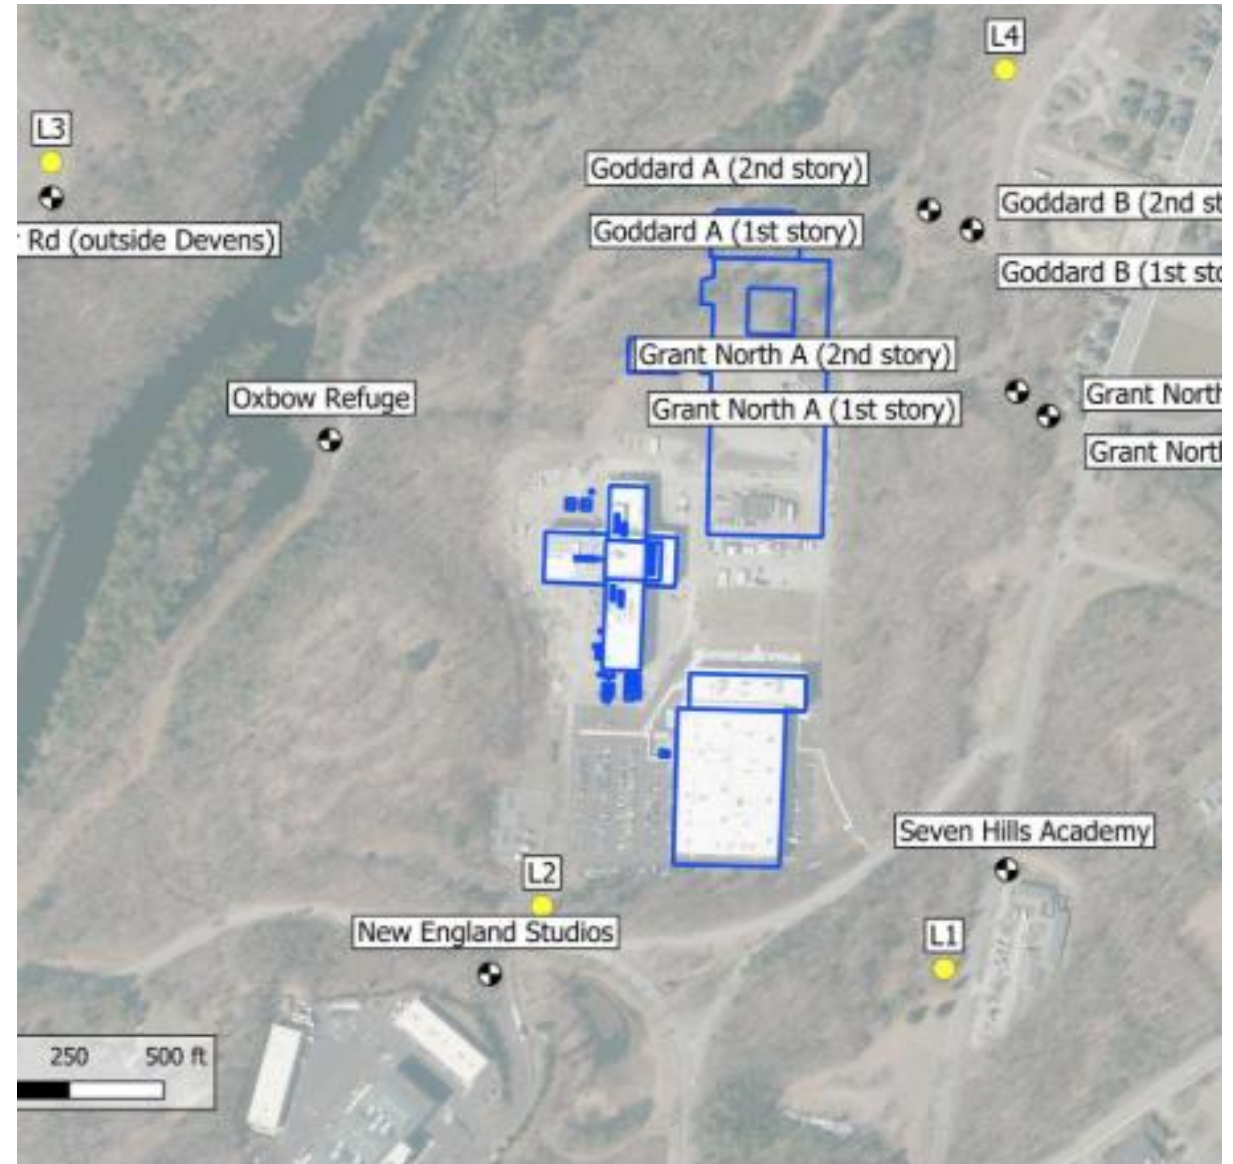 L4
L3
Goddard A (2nd story)
Goddard B (2nd st
Goddard A (1st story)
Rd (outside Devens)
Goddard B (1st sto
Grant North A (2nd story)
Oxbow Refuge
Grant North
Grant North A (1st story)
Grant North
Seven Hills Academy
L2
New England Studios
L1
250 500 ft